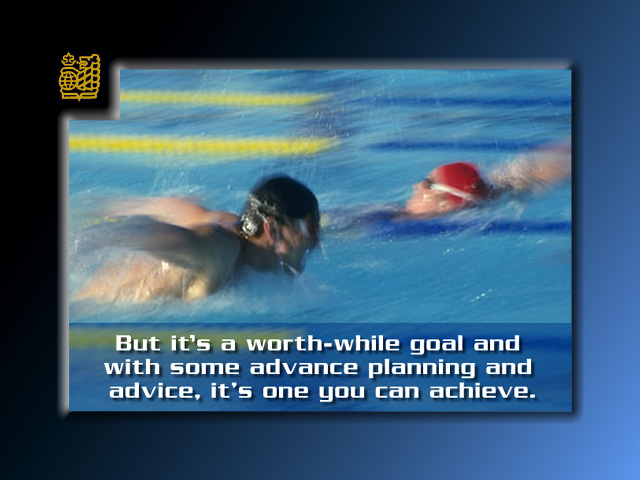 But it's a worth-while goal and
with some advance planning and
advice, it's one you can achieve.